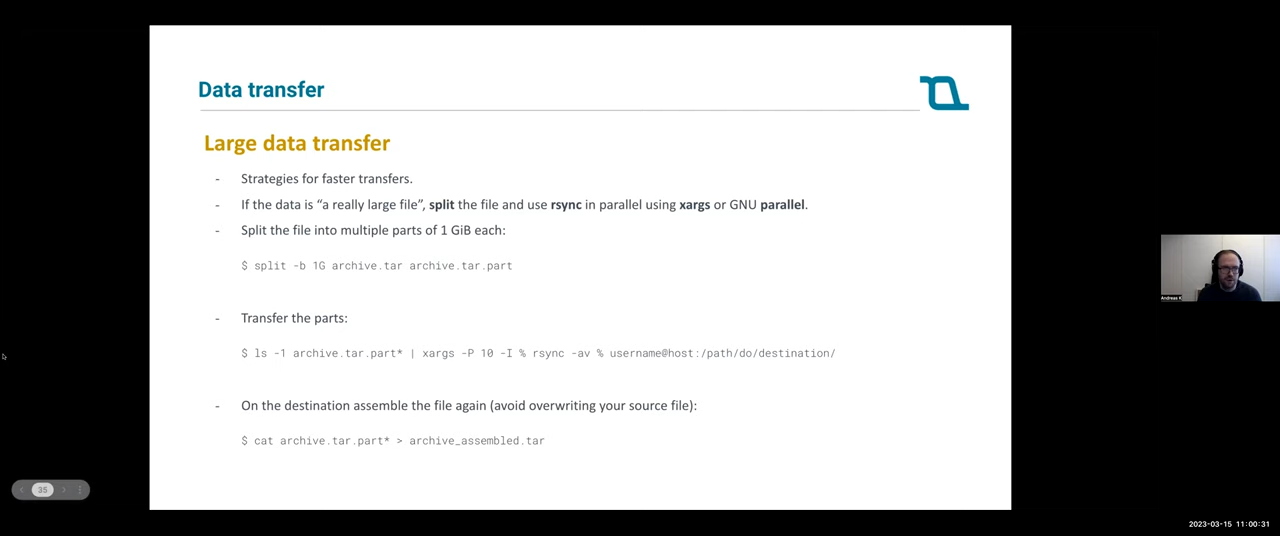 Data transfer
Large data transfer
- Strategies for faster transfers.
- If the data is “a really large file”, split the file and use rsync in parallel using xargs or GNU parallel.
- Split the file into multiple parts of 1 GiB each:
$ split -b 1G archive.tar archive.tar.part
- Transfer the parts:
$ ls -1 archive.tar.part* | xargs -P 10 -I % rsync -av % username@host:/path/do/destination/
- On the destination assemble the file again (avoid overwriting your source file):
$ cat archive.tar.part* > archive_assembled.tar
35
Andreas K
2023-03-15 11:00:31